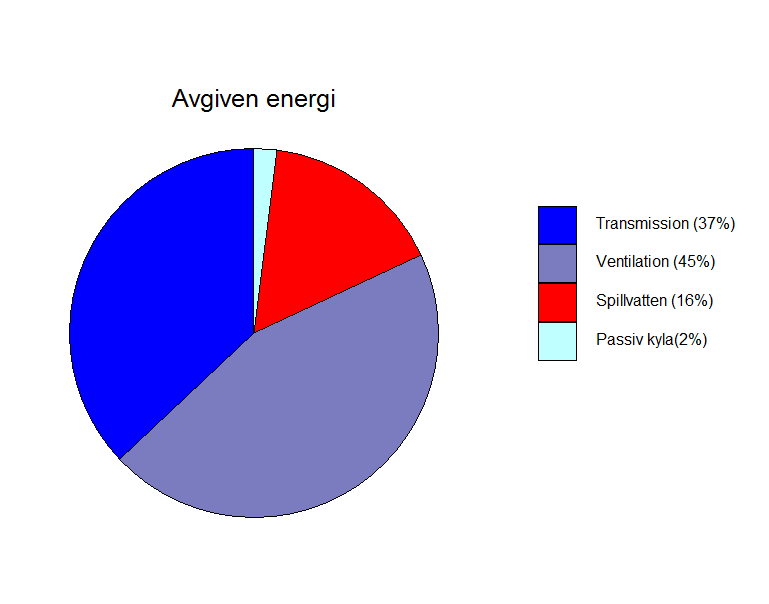 Avgiven energi
Transmission (37%)
Ventilation (45%)
Spillvatten (16%)
Passiv kyla(2%)